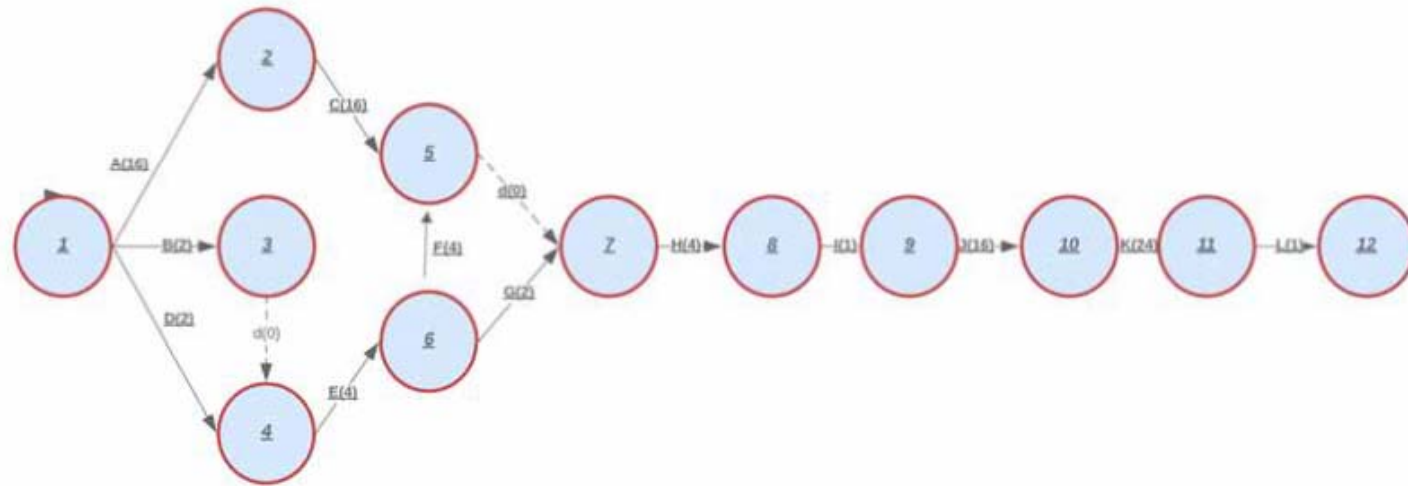 2
C(16)
5
A(16)
d(0)
1
B(2)
3
F(4)
7
H(4)
8
I(1)
9
J(16)
10
K(24)
11
L(1)
12
G(2)
D(2)
d(0)
6
E(4)
4